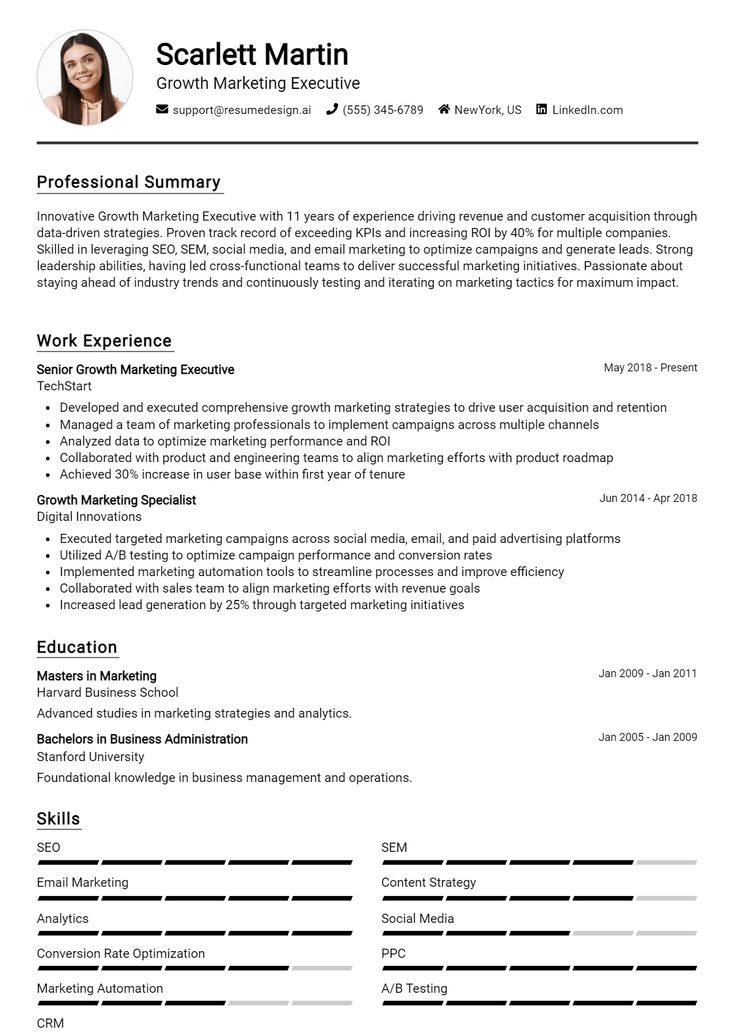 Scarlett Martin
Growth Marketing Executive
support@resumedesign.ai (555) 345-6789 NewYork, US LinkedIn.com
Professional Summary
Innovative Growth Marketing Executive with 11 years of experience driving revenue and customer acquisition through
data-driven strategies. Proven track record of exceeding KPIs and increasing ROI by 40% for multiple companies.
Skilled in leveraging SEO, SEM, social media, and email marketing to optimize campaigns and generate leads. Strong
leadership abilities, having led cross-functional teams to deliver successful marketing initiatives. Passionate about
staying ahead of industry trends and continuously testing and iterating on marketing tactics for maximum impact.
Work Experience
Senior Growth Marketing Executive May 2018 - Present
TechStart
• Developed and executed comprehensive growth marketing strategies to drive user acquisition and retention
• Managed a team of marketing professionals to implement campaigns across multiple channels
• Analyzed data to optimize marketing performance and ROI
• Collaborated with product and engineering teams to align marketing efforts with product roadmap
• Achieved 30% increase in user base within first year of tenure
Growth Marketing Specialist Jun 2014 - Apr 2018
Digital Innovations
• Executed targeted marketing campaigns across social media, email, and paid advertising platforms
• Utilized A/B testing to optimize campaign performance and conversion rates
• Implemented marketing automation tools to streamline processes and improve efficiency
• Collaborated with sales team to align marketing efforts with revenue goals
• Increased lead generation by 25% through targeted marketing initiatives
Education
Masters in Marketing Jan 2009 - Jan 2011
Harvard Business School
Advanced studies in marketing strategies and analytics.
Bachelors in Business Administration Jan 2005 - Jan 2009
Stanford University
Foundational knowledge in business management and operations.
Skills
SEO SEM
Email Marketing Content Strategy
Analytics Social Media
Conversion Rate Optimization PPC
Marketing Automation A/B Testing
CRM